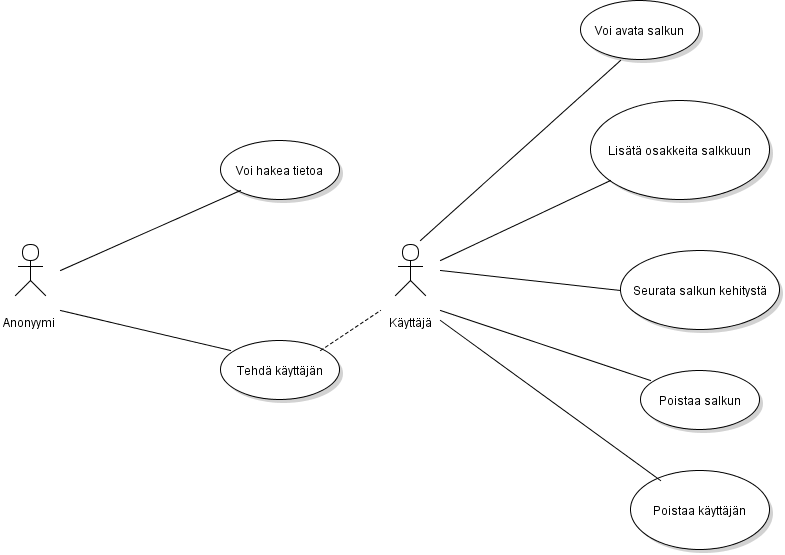 Voi avata salkun
Lisätä osakkeita salkkuun
Voi hakea tietoa
Seurata salkun kehitystä
Anonyymi
Käyttäjä
Tehdä käyttäjän
Poistaa salkun
Poistaa käyttäjän